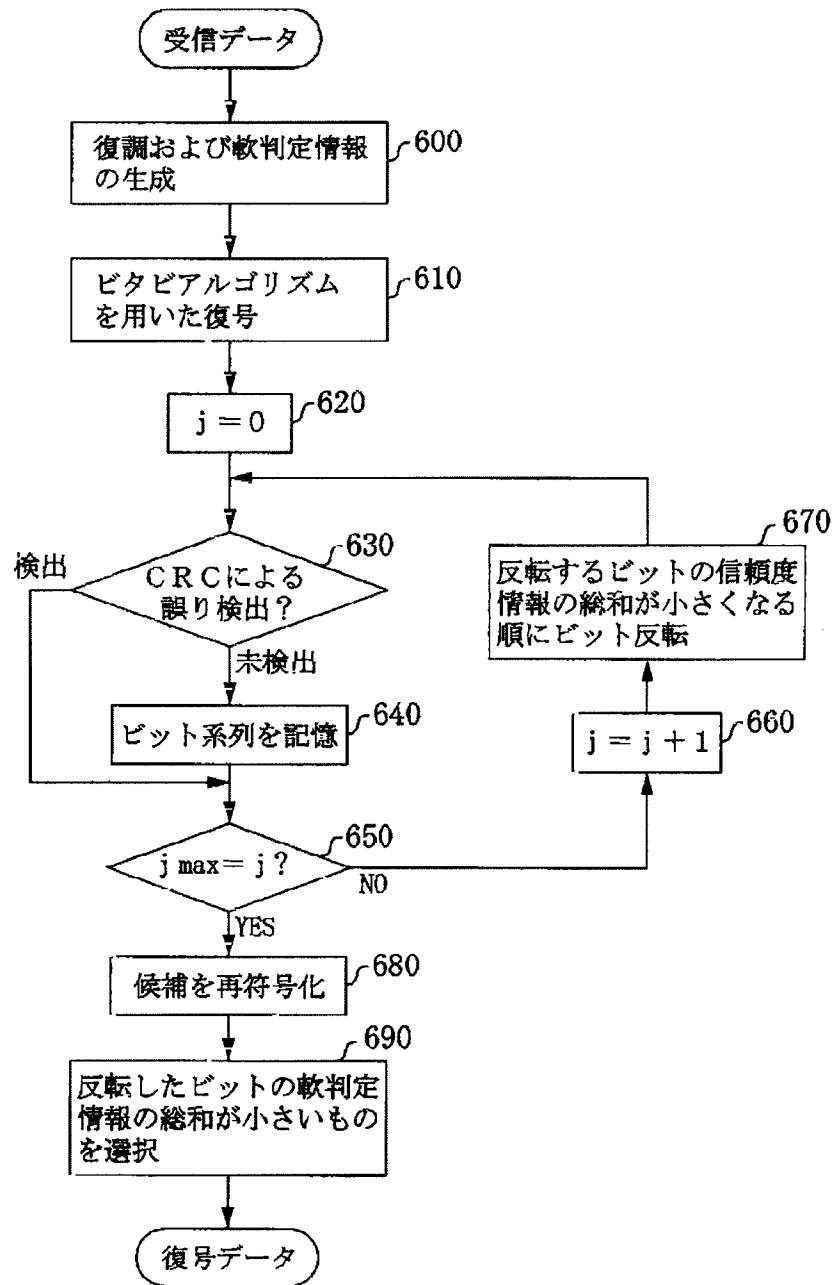 受信データ
復調および軟判定情報
の生成
600
ビタビアルゴリズム
を用いた復号
610
j=0
620
CRCによる
誤り検出?
630
検出
未検出
ビット系列を記憶
640
j max= j ?
650
NO
YES
j = j + 1
660
反転するビットの信頼度
情報の総和が小さくなる
順にビット反転
670
候補を再符号化
680
反転したビットの軟判定
情報の総和が小さいもの
を選択
690
復号データ